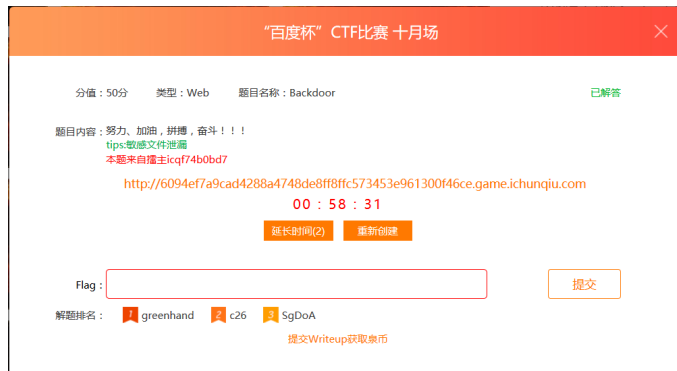 “百度杯”CTF比赛 十月场
分值：50分 类型：Web 题目名称：Backdoor 已解答
题目内容：努力、加油，拼搏，奋斗！！！
tips:敏感文件泄漏
本题来自擂主icqf74b0bd7
http://6094ef7a9cad4288a4748de8ff8ffc573453e961300f46ce.game.ichunqiu.com
00：58：31
延长时间(2) 重新创建
Flag： 提交
解题排名： 1 greenhand 2 c26 3 SgDoA
提交Writeup获取泉币